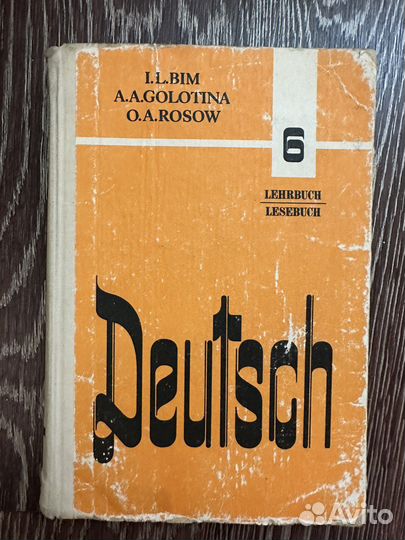 I.L.BIM
A.A.GOLOTINA
O.A.ROSOW
6
LEHRBUCH
LESEBUCH
Deutsch
Avito